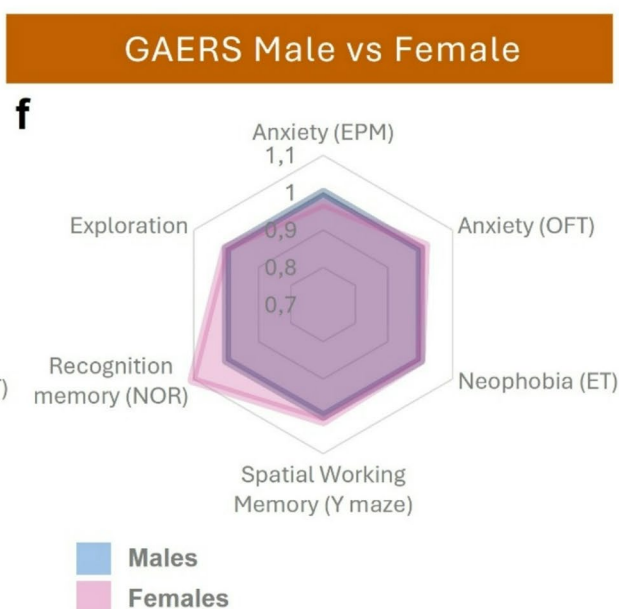 GAERS Male vs Female
f
Anxiety (EPM)
1,1
1
0,9
0,8
0,7
Exploration
Anxiety (OFT)
Recognition
memory (NOR)
)
Neophobia (ET)
Spatial Working
Memory (Y maze)
Males
Females